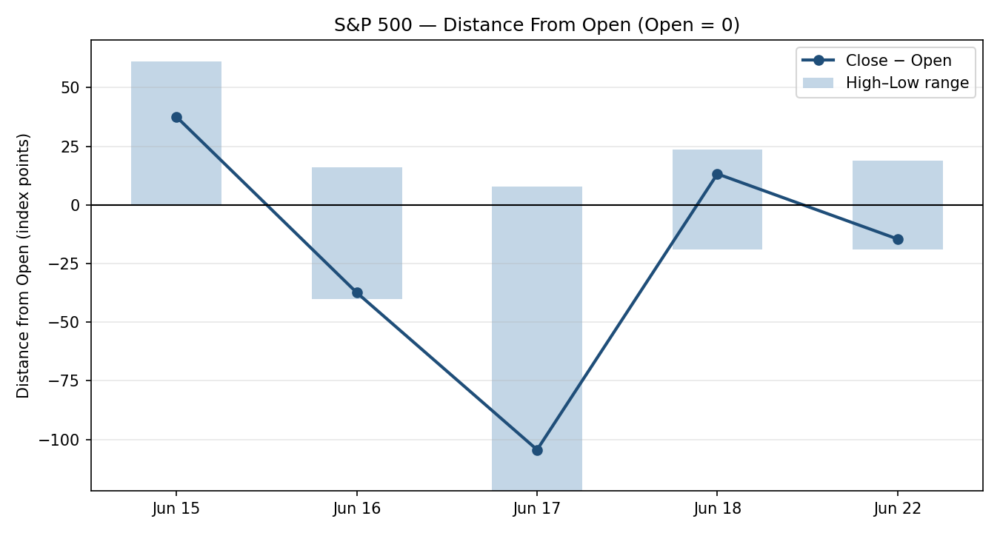 S&P 500 — Distance From Open (Open = 0)
Close − Open
High–Low range
Distance from Open (index points)
50
25
0
−25
−50
−75
−100
Jun 15
Jun 16
Jun 17
Jun 18
Jun 22